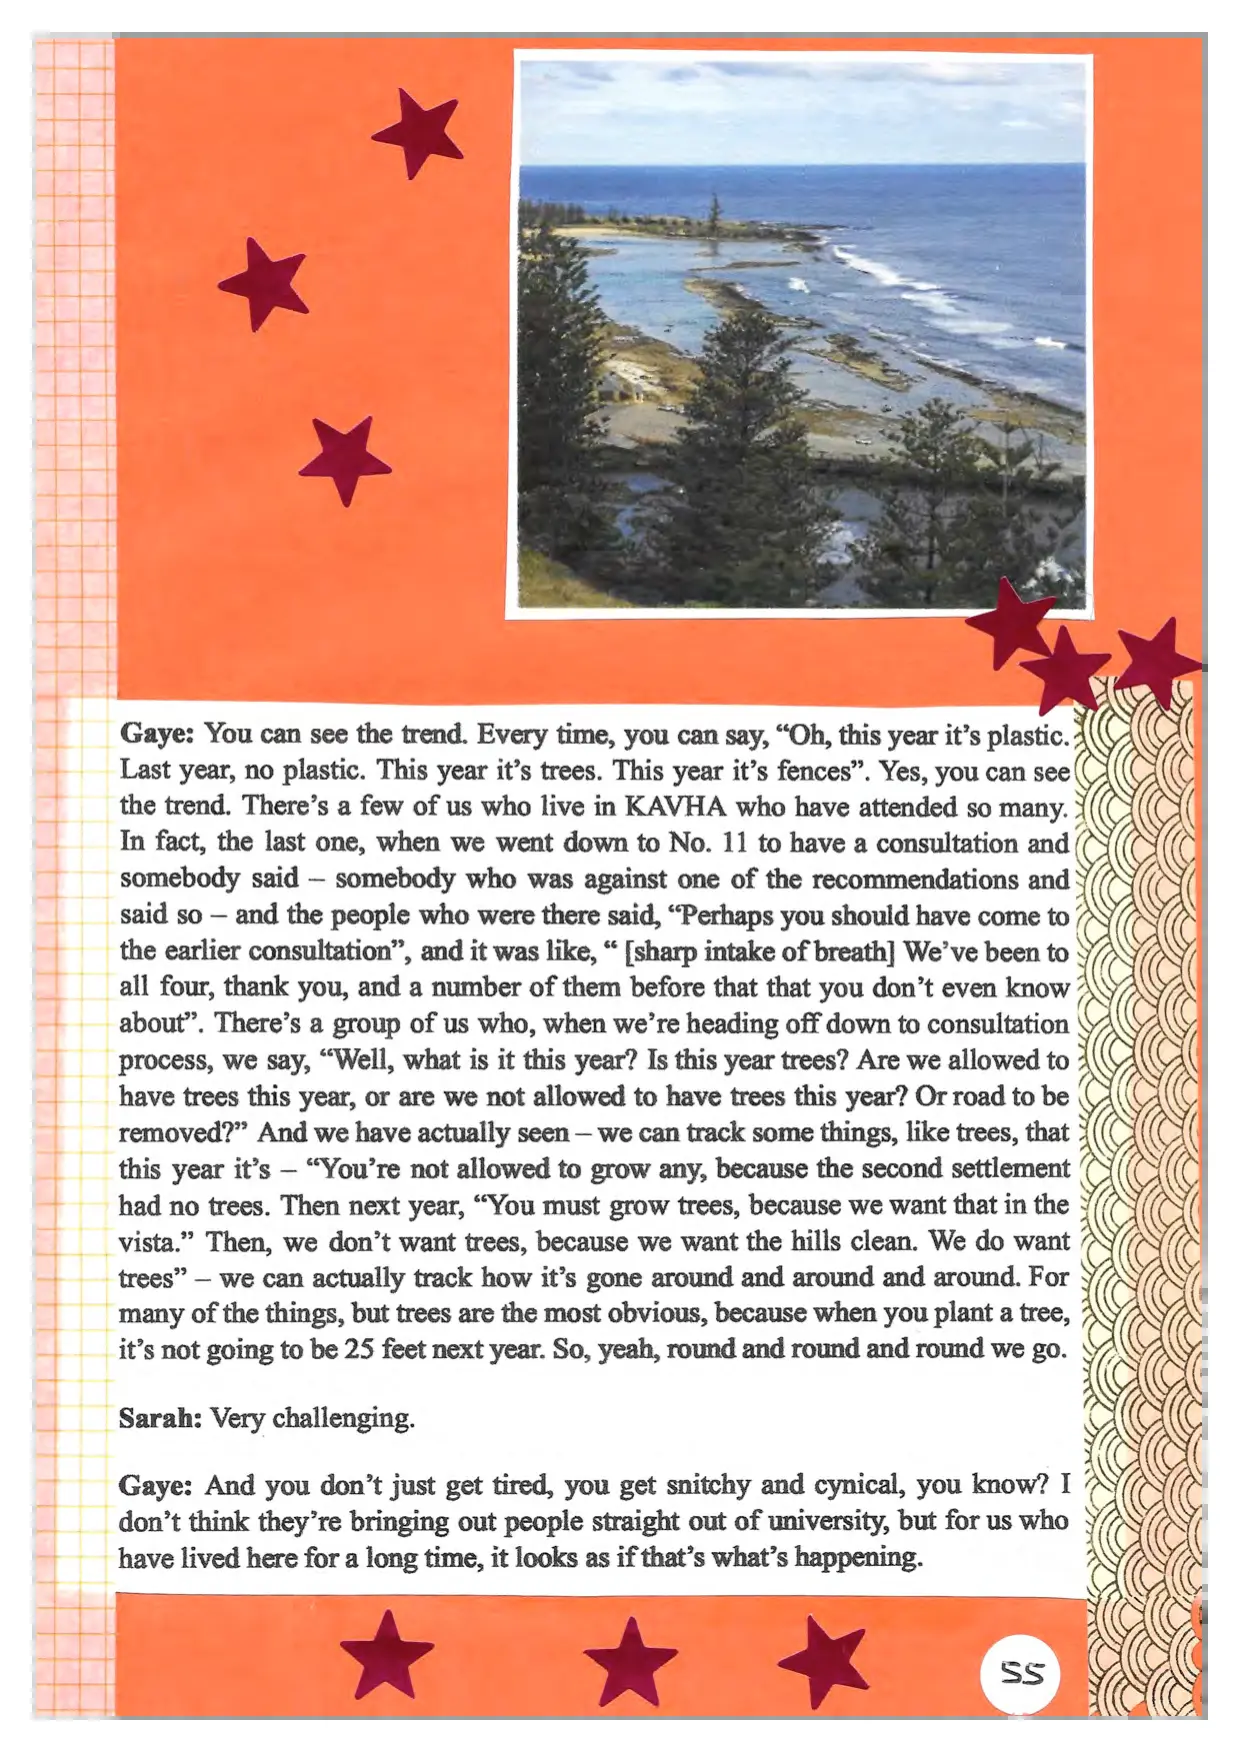 Gaye: You can see the trend. Every time, you can say, “Oh, this year it’s plastic.
Last year, no plastic. This year it’s trees. This year it’s fences”. Yes, you can see
the trend. There’s a few of us who live in KAVHA who have attended so many.
In fact, the last one, when we went down to No. 11 to have a consultation and
somebody said – somebody who was against one of the recommendations and
said so – and the people who were there said, “Perhaps you should have come to
the earlier consultation”, and it was like, “ [sharp intake of breath] We’ve been to
all four, thank you, and a number of them before that that you don’t even know
about”. There’s a group of us who, when we’re heading off down to consultation
process, we say, “Well, what is it this year? Is this year trees? Are we allowed to
have trees this year, or are we not allowed to have trees this year? Or road to be
removed?” And we have actually seen – we can track some things, like trees, that
this year it’s – “You’re not allowed to grow any, because the second settlement
had no trees. Then next year, “You must grow trees, because we want that in the
vista.” Then, we don’t want trees, because we want the hills clean. We do want
trees” – we can actually track how it’s gone around and around and around. For
many of the things, but trees are the most obvious, because when you plant a tree,
it’s not going to be 25 feet next year. So, yeah, round and round and round we go.
Sarah: Very challenging.
Gaye: And you don’t just get tired, you get snitchy and cynical, you know? I
don’t think they’re bringing out people straight out of university, but for us who
have lived here for a long time, it looks as if that’s what’s happening.
55